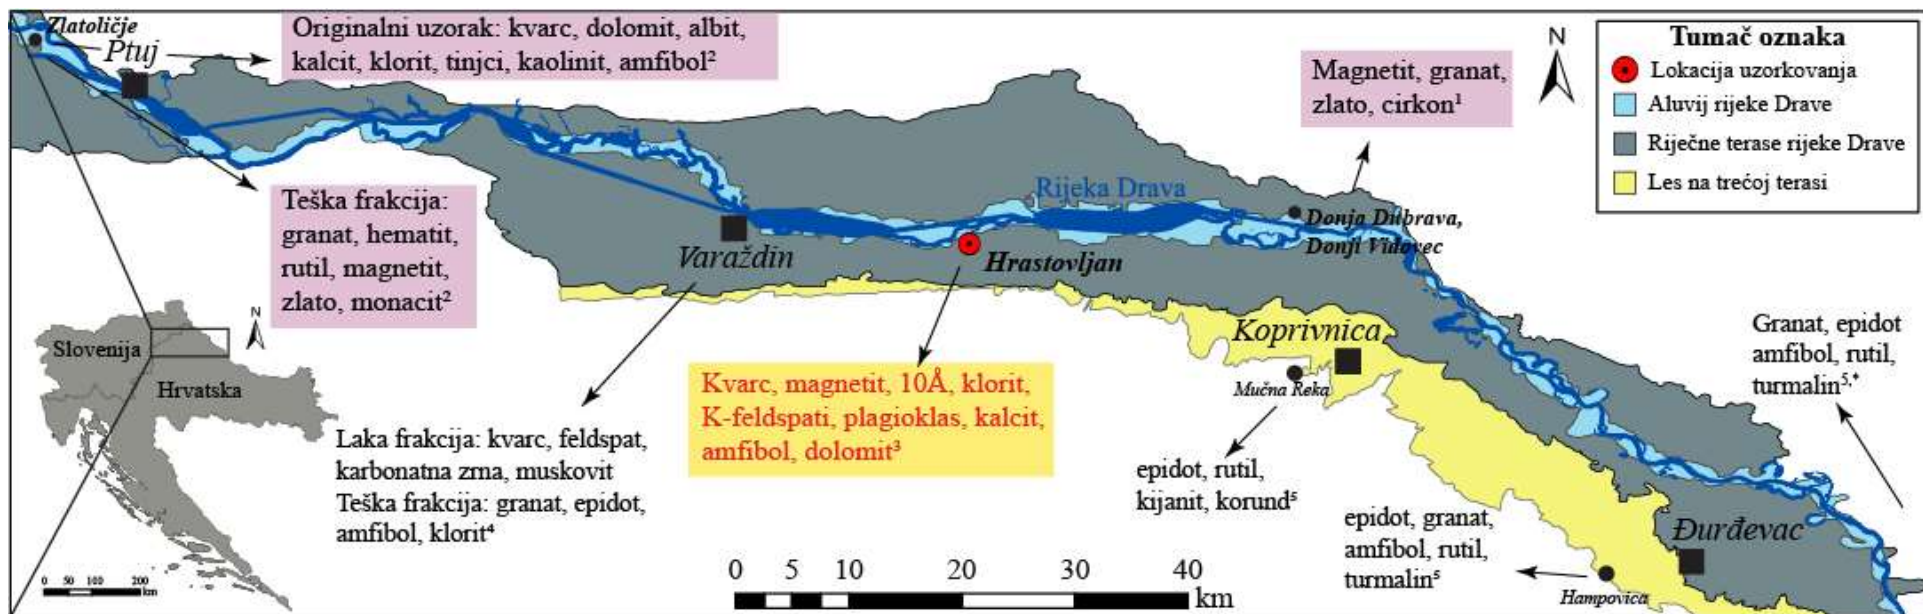 Zlatoličje
Ptuj
Originalni uzorak: kvarc, dolomit, albit,
kalcit, klorit, tinjci, kaolinit, amfibol²
Magnetit, granat,
zlato, cirkon¹
N
Tumač oznaka
Lokacija uzorkovanja
Aluvij rijeke Drave
Riječne terase rijeke Drave
Les na trećoj terasi
Teška frakcija:
granat, hematit,
rutil, magnetit,
zlato, monacit²
Rijeka Drava
Donja Dubrava,
Donji Vidovec
Varaždin
Hrastovljan
N
Slovenija
Hrvatska
0 50 100 200
km
Laka frakcija: kvarc, feldspat,
karbonatna zrna, muskovit
Teška frakcija: granat, epidot,
amfibol, klorit⁴
Kvarc, magnetit, 10Å, klorit,
K-feldspati, plagioklas, kalcit,
amfibol, dolomit³
Koprivnica
Mučna Reka
epidot, rutil,
kijanit, korund⁵
Granat, epidot
amfibol, rutil,
turmalin⁵,*
epidot, granat,
amfibol, rutil,
turmalin⁵
Đurđevac
Hampovica
0 5 10 20 30 40
km